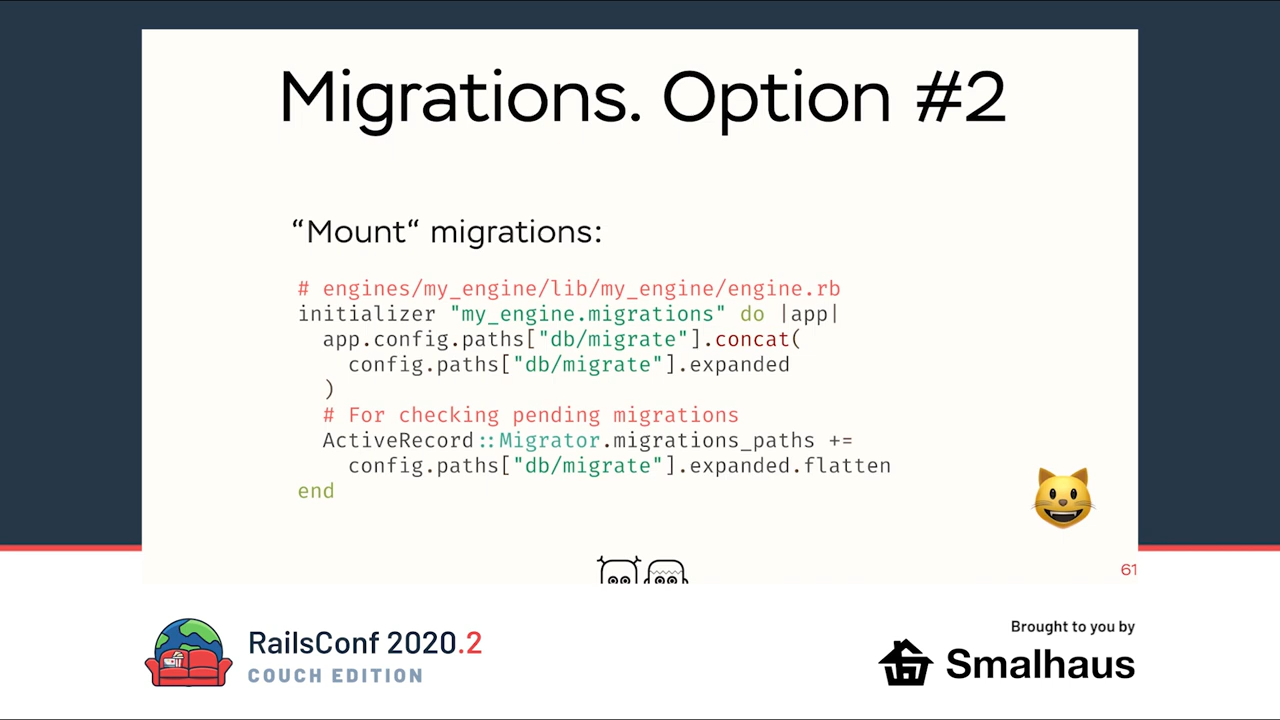 Migrations. Option #2
“Mount“ migrations:
# engines/my_engine/lib/my_engine/engine.rb
initializer "my_engine.migrations" do |app|
  app.config.paths["db/migrate"].concat(
    config.paths["db/migrate"].expanded
  )
  # For checking pending migrations
  ActiveRecord::Migrator.migrations_paths +=
    config.paths["db/migrate"].expanded.flatten
end
61
RailsConf 2020.2
COUCH EDITION
Brought to you by
Smalhaus